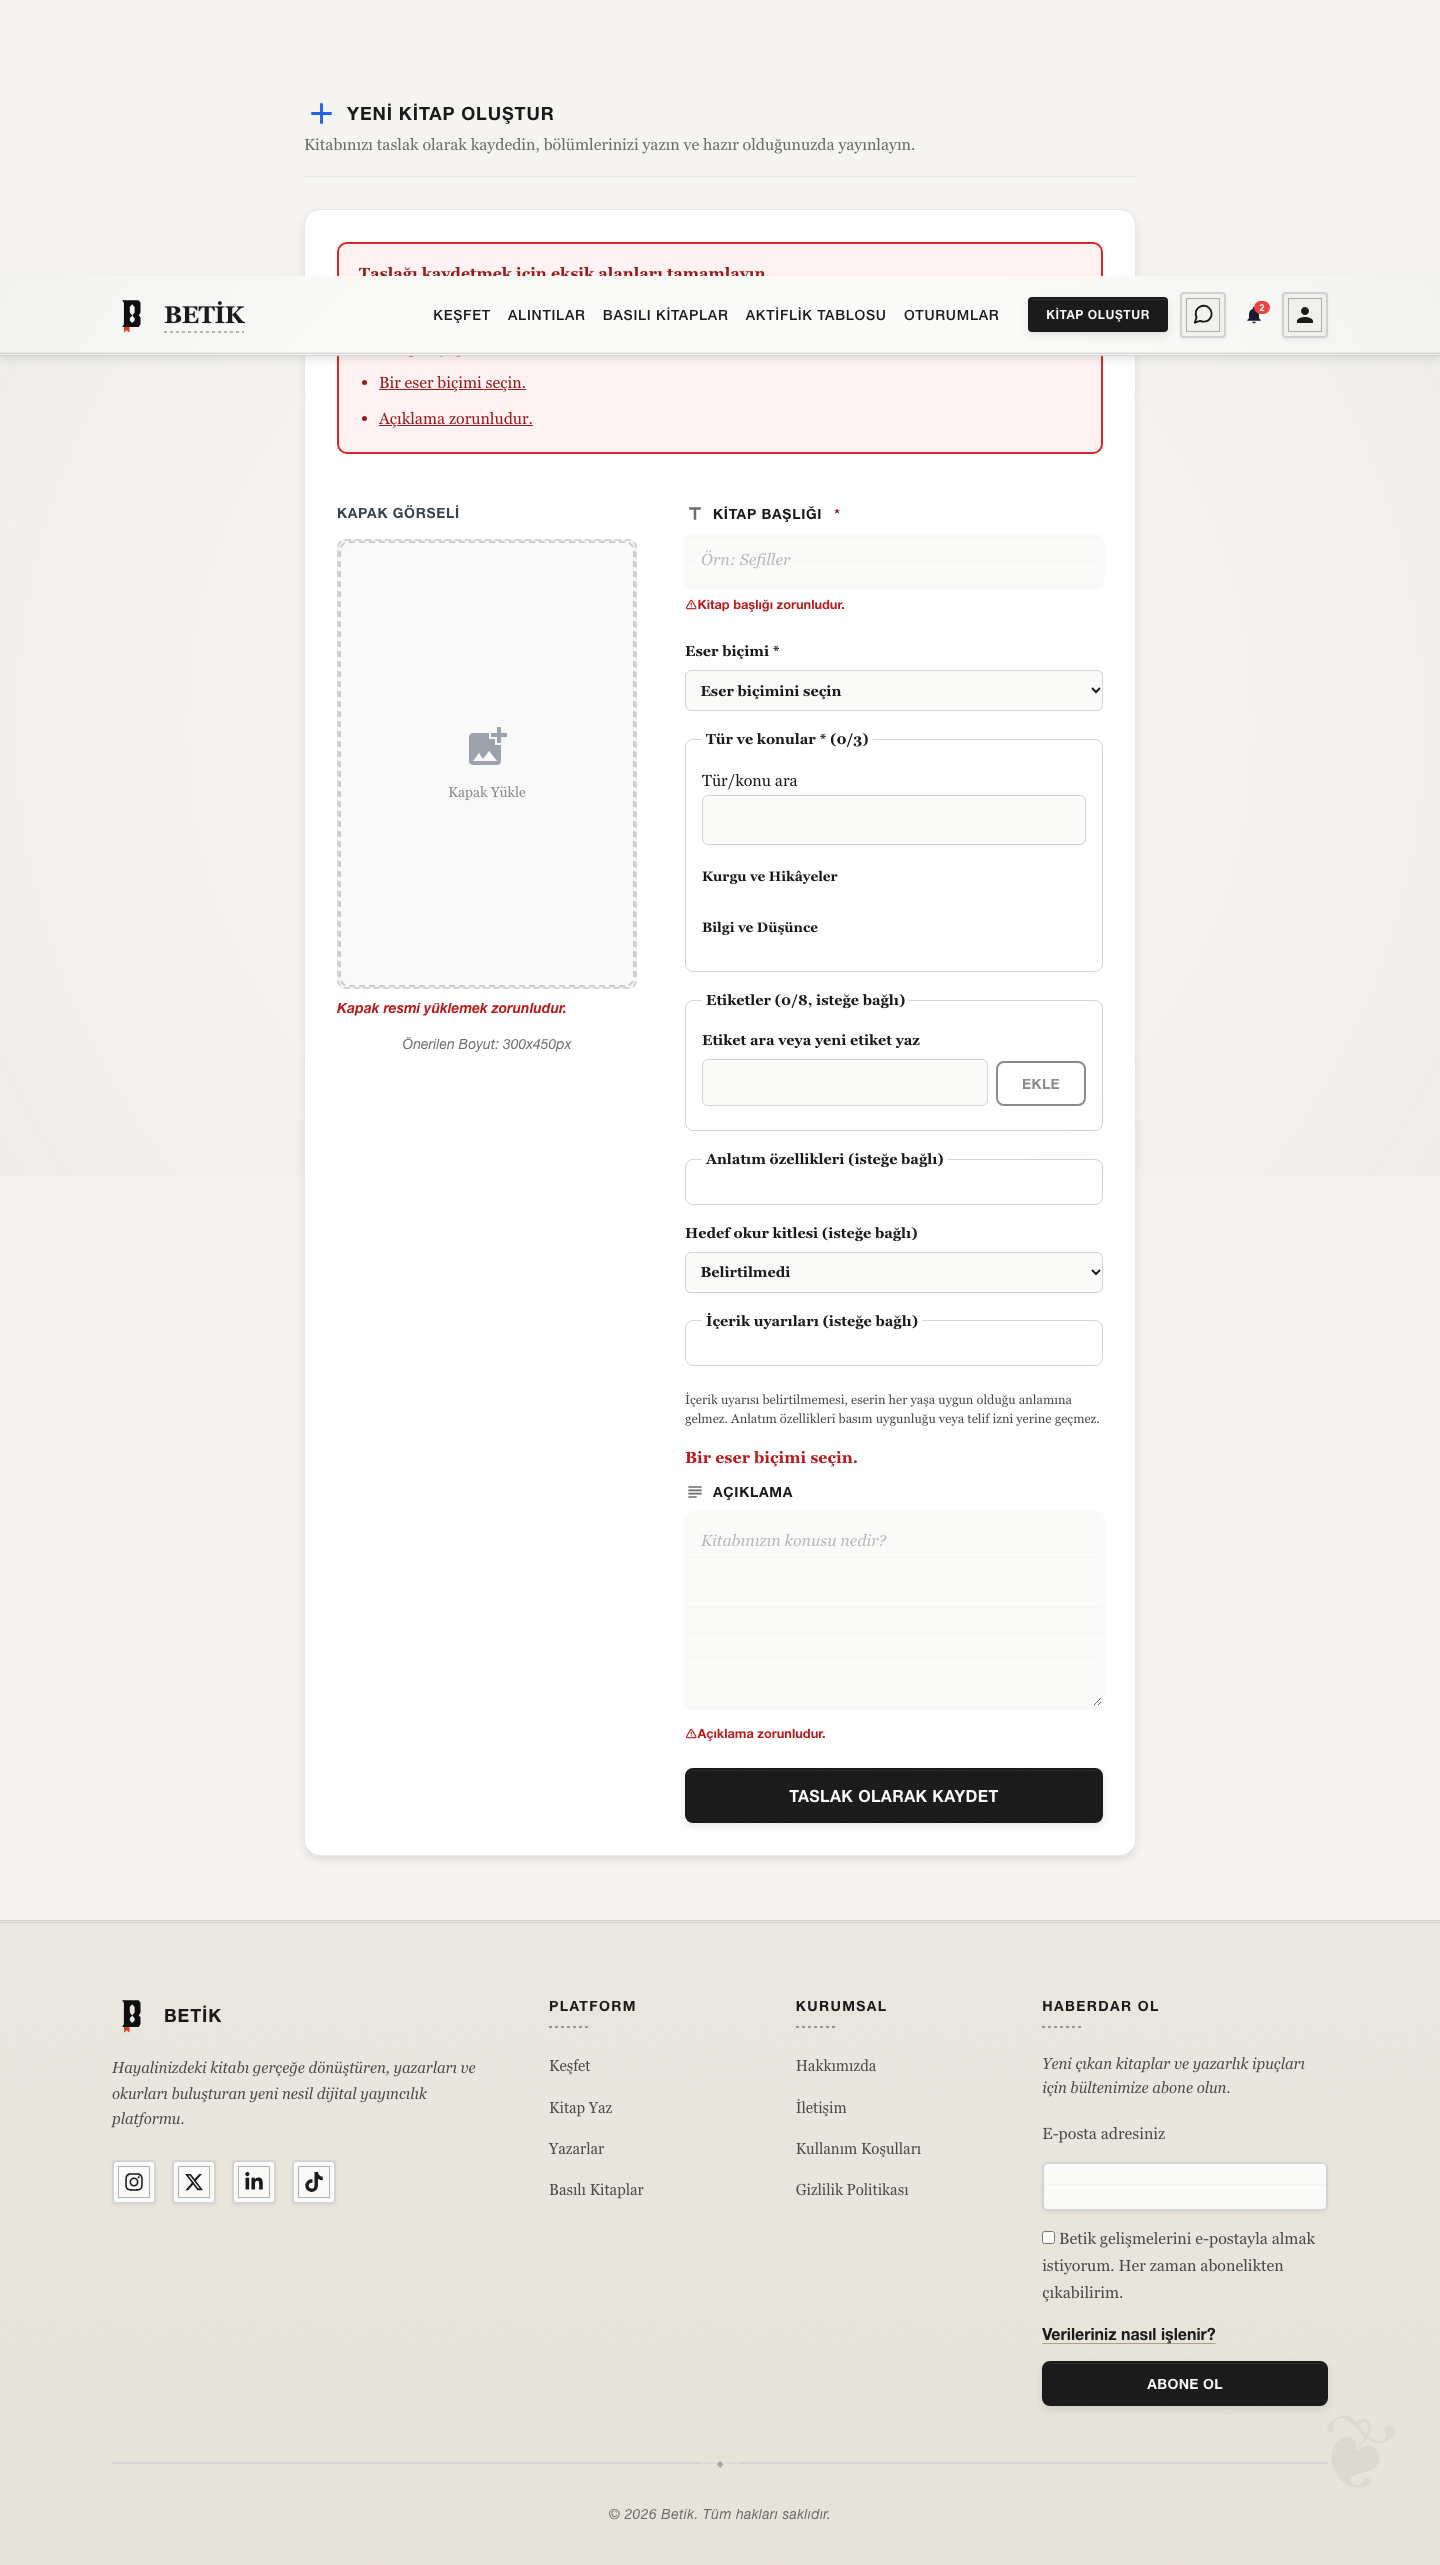 YENİ KİTAP OLUŞTUR
Kitabınızı taslak olarak kaydedin, bölümlerinizi yazın ve hazır olduğunuzda yayınlayın.
Taslağı kaydetmek için eksik alanları tamamlayın
BETİK
KEŞFET ALINTILAR BASILI KİTAPLAR AKTİFLİK TABLOSU OTURUMLAR KİTAP OLUŞTUR 2
Bir eser biçimi seçin.
Açıklama zorunludur.
KAPAK GÖRSELİ
Kapak Yükle
Kapak resmi yüklemek zorunludur.
Önerilen Boyut: 300x450px
KİTAP BAŞLIĞI *
Örn: Sefiller
Kitap başlığı zorunludur.
Eser biçimi *
Eser biçimini seçin
Tür ve konular * (0/3)
Tür/konu ara
Kurgu ve Hikâyeler
Bilgi ve Düşünce
Etiketler (0/8, isteğe bağlı)
Etiket ara veya yeni etiket yaz
EKLE
Anlatım özellikleri (isteğe bağlı)
Hedef okur kitlesi (isteğe bağlı)
Belirtilmedi
İçerik uyarıları (isteğe bağlı)
İçerik uyarısı belirtilmemesi, eserin her yaşa uygun olduğu anlamına
gelmez. Anlatım özellikleri basım uygunluğu veya telif izni yerine geçmez.
Bir eser biçimi seçin.
AÇIKLAMA
Kitabınızın konusu nedir?
Açıklama zorunludur.
TASLAK OLARAK KAYDET
BETİK
Hayalinizdeki kitabı gerçeğe dönüştüren, yazarları ve
okurları buluşturan yeni nesil dijital yayıncılık
platformu.
PLATFORM
Keşfet
Kitap Yaz
Yazarlar
Basılı Kitaplar
KURUMSAL
Hakkımızda
İletişim
Kullanım Koşulları
Gizlilik Politikası
HABERDAR OL
Yeni çıkan kitaplar ve yazarlık ipuçları
için bültenimize abone olun.
E-posta adresiniz
Betik gelişmelerini e-postayla almak
istiyorum. Her zaman abonelikten
çıkabilirim.
Verileriniz nasıl işlenir?
ABONE OL
© 2026 Betik. Tüm hakları saklıdır.